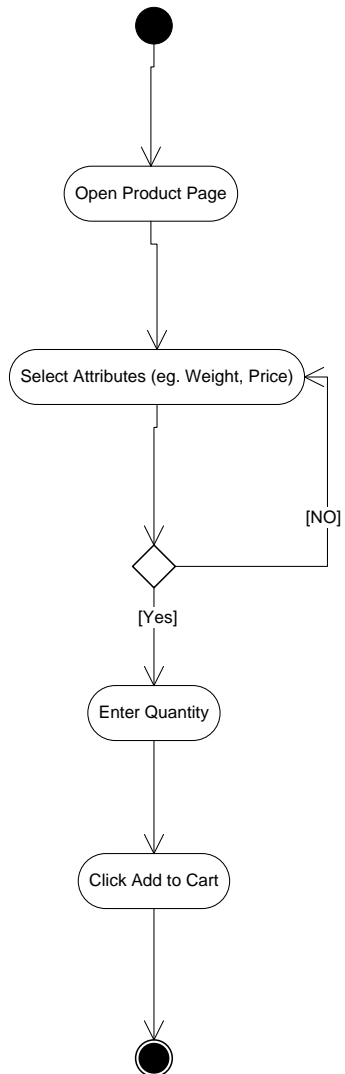 Open Product Page
Select Attributes (eg. Weight, Price)
[NO]
[Yes]
Enter Quantity
Click Add to Cart